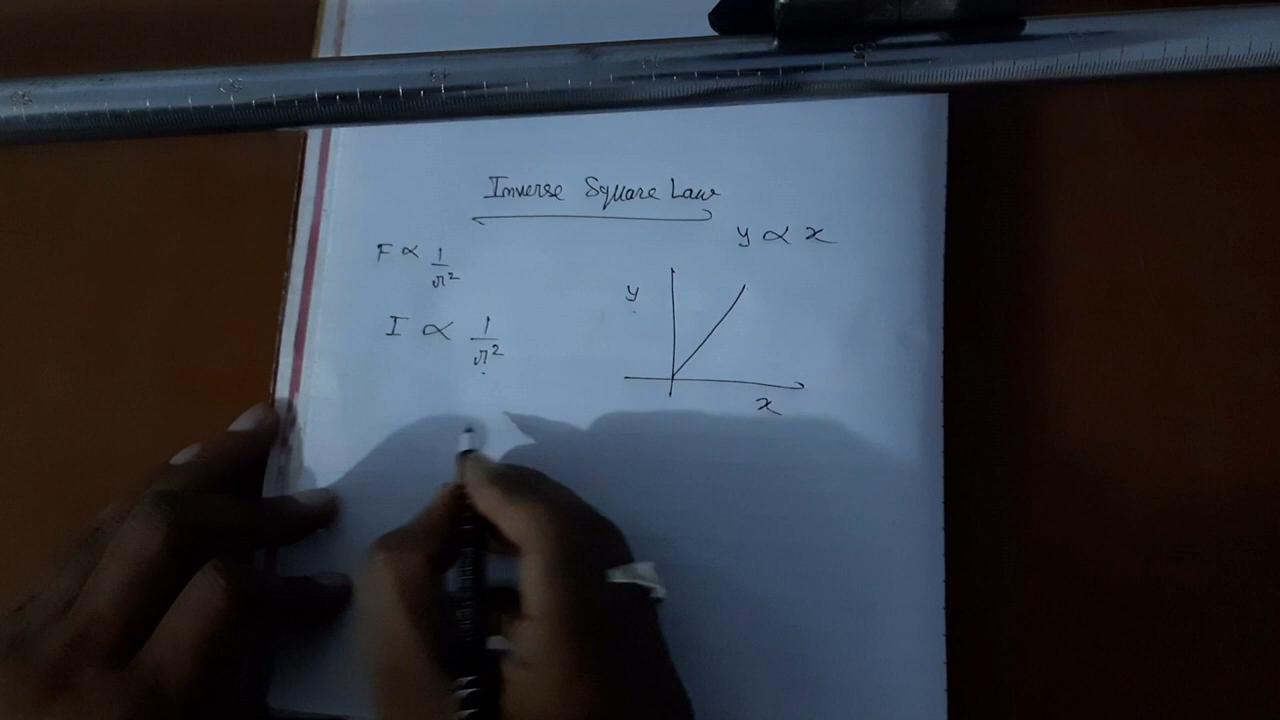 Inverse Square Law
F ∝ 1/r²
I ∝ 1/r²
y ∝ x
y
x